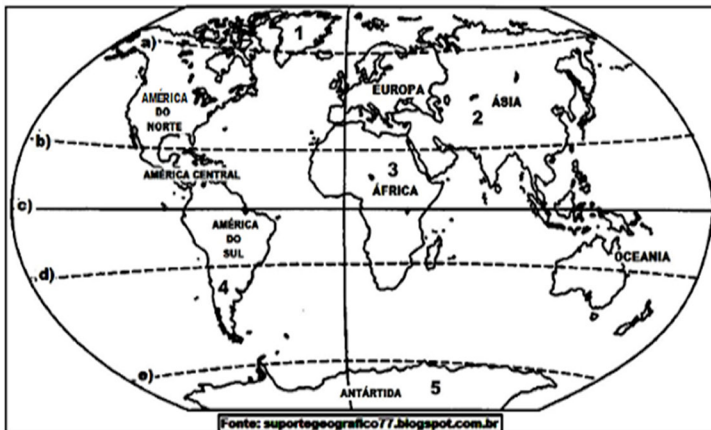 1
a)
EUROPA
ÁSIA
AMÉRICA
DO
NORTE
2
b)
2
3
AMÉRICA CENTRAL
ÁFRICA
c)
AMÉRICA
DO
SUL
OCEANIA
d)
4
e)
ANTÁRTIDA 5
Fonte: suportegeografico77.blogspot.com.br